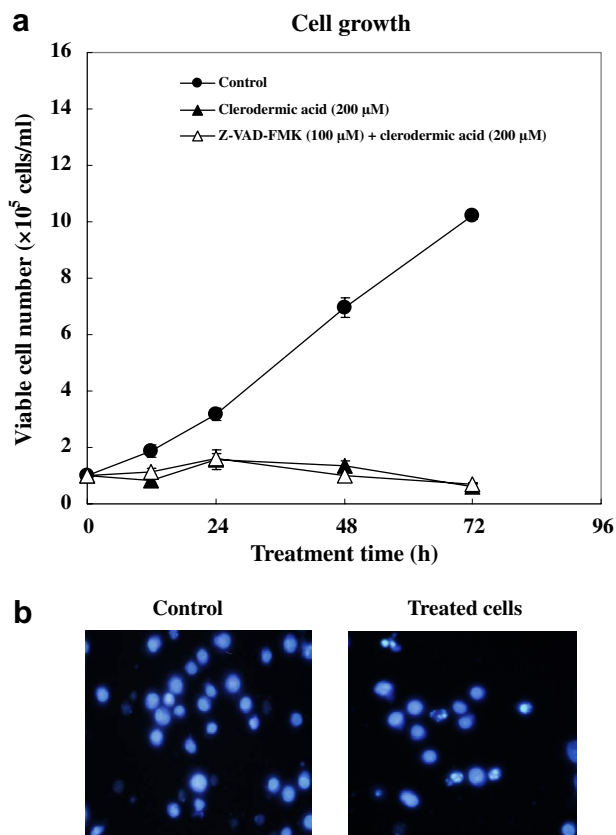 a
Cell growth
16
14
12
10
8
6
4
2
0
Viable cell number (×10⁵ cells/ml)
Control
Clerodermic acid (200 µM)
Z-VAD-FMK (100 µM) + clerodermic acid (200 µM)
0 24 48 72 96
Treatment time (h)
b
Control Treated cells